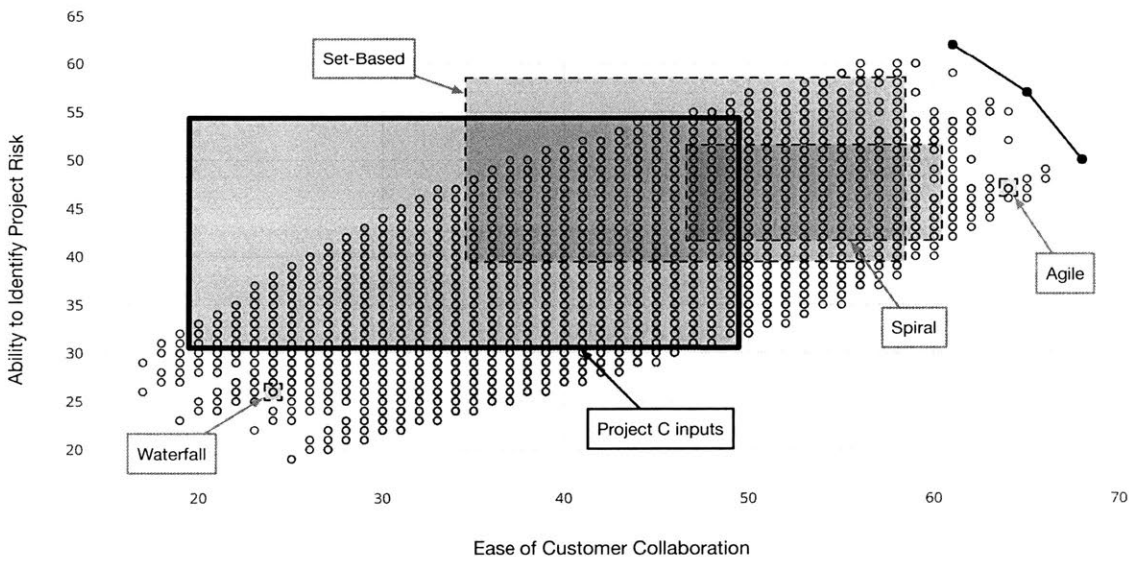 65
60
55
50
45
40
35
30
25
20
Ability to Identify Project Risk
Set-Based
Agile
Spiral
Project C inputs
Waterfall
20 30 40 50 60 70
Ease of Customer Collaboration